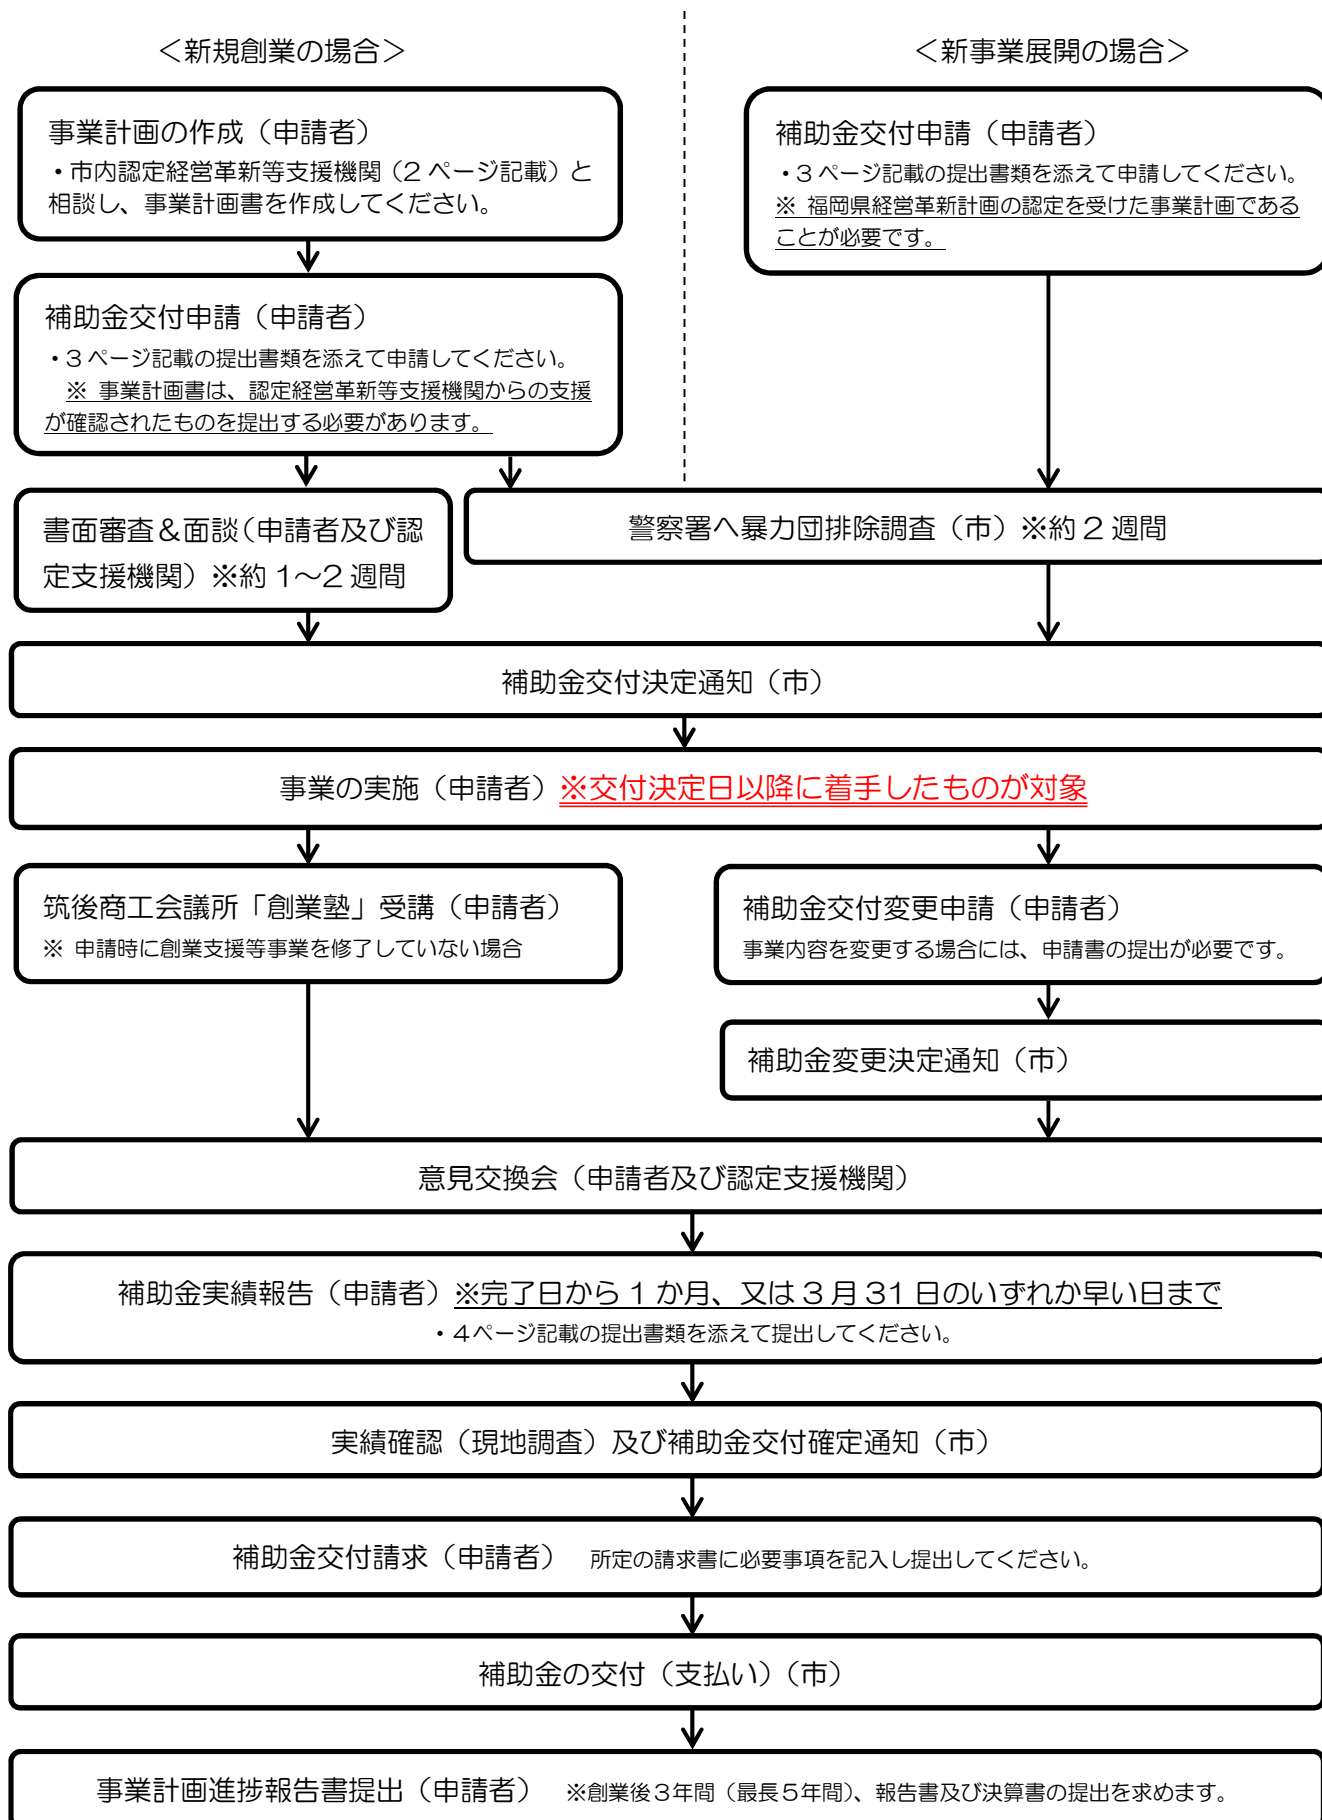 ＜新規創業の場合＞
＜新事業展開の場合＞
事業計画の作成（申請者）
・市内認定経営革新等支援機関（2 ページ記載）と
相談し、事業計画書を作成してください。
補助金交付申請（申請者）
・3 ページ記載の提出書類を添えて申請してください。
※ 福岡県経営革新計画の認定を受けた事業計画である
ことが必要です。
補助金交付申請（申請者）
・3 ページ記載の提出書類を添えて申請してください。
※ 事業計画書は、認定経営革新等支援機関からの支援
が確認されたものを提出する必要があります。
書面審査＆面談（申請者及び認
定支援機関）※約 1～2 週間
警察署へ暴力団排除調査（市）※約 2 週間
補助金交付決定通知（市）
事業の実施（申請者）※交付決定日以降に着手したものが対象
筑後商工会議所「創業塾」受講（申請者）
※ 申請時に創業支援等事業を修了していない場合
補助金交付変更申請（申請者）
事業内容を変更する場合には、申請書の提出が必要です。
補助金変更決定通知（市）
意見交換会（申請者及び認定支援機関）
補助金実績報告（申請者）※完了日から 1 か月、又は 3 月 31 日のいずれか早い日まで
・4ページ記載の提出書類を添えて提出してください。
実績確認（現地調査）及び補助金交付確定通知（市）
補助金交付請求（申請者） 所定の請求書に必要事項を記入し提出してください。
補助金の交付（支払い）（市）
事業計画進捗報告書提出（申請者） ※創業後３年間（最長５年間）、報告書及び決算書の提出を求めます。